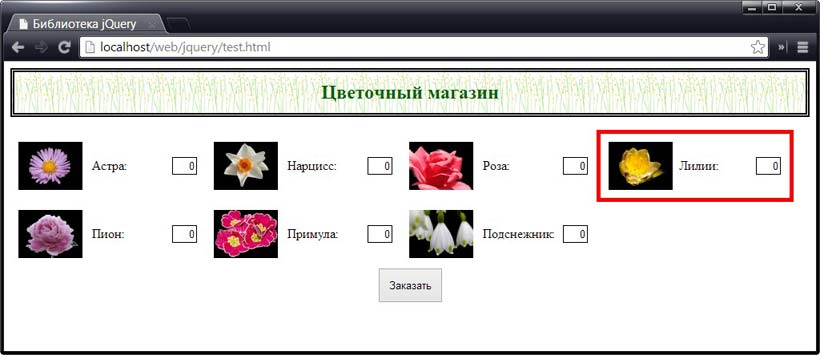 Библиотека jQuery
localhost/web/jquery/test.html
Цветочный магазин
Астра: 0 Нарцисс: 0 Роза: 0 Лилии: 0
Пион: 0 Примула: 0 Подснежник: 0
Заказать